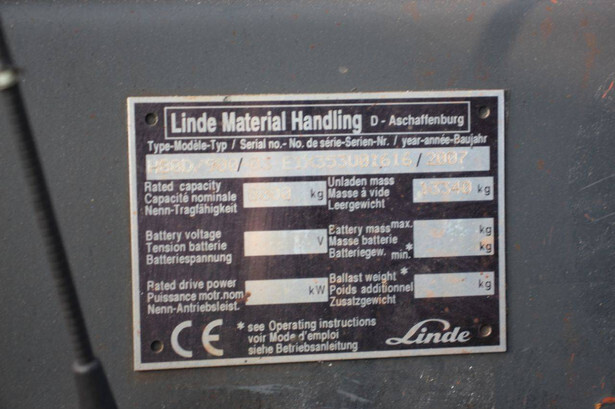 Linde Material Handling D - Aschaffenburg
Type-Modèle-Typ / Serial no.- No. de série-Serien-Nr. / year-année-Baujahr
/ 2007
Rated capacity
Capacité nominale
Nenn-Tragfähigkeit
kg
Unladen mass
Masse à vide
Leergewicht
kg
Battery voltage
Tension batterie
Batteriespannung
V
Battery mass max.
Masse batterie
Batteriegew. min.*
kg
kg
Rated drive power
Puissance motr.nom
Nenn-Antriebsleist.
kW
Ballast weight *
Poids additionnel
Zusatzgewicht
kg
CE
* see Operating instructions
voir Mode d'emploi
siehe Betriebsanleitung
Linde